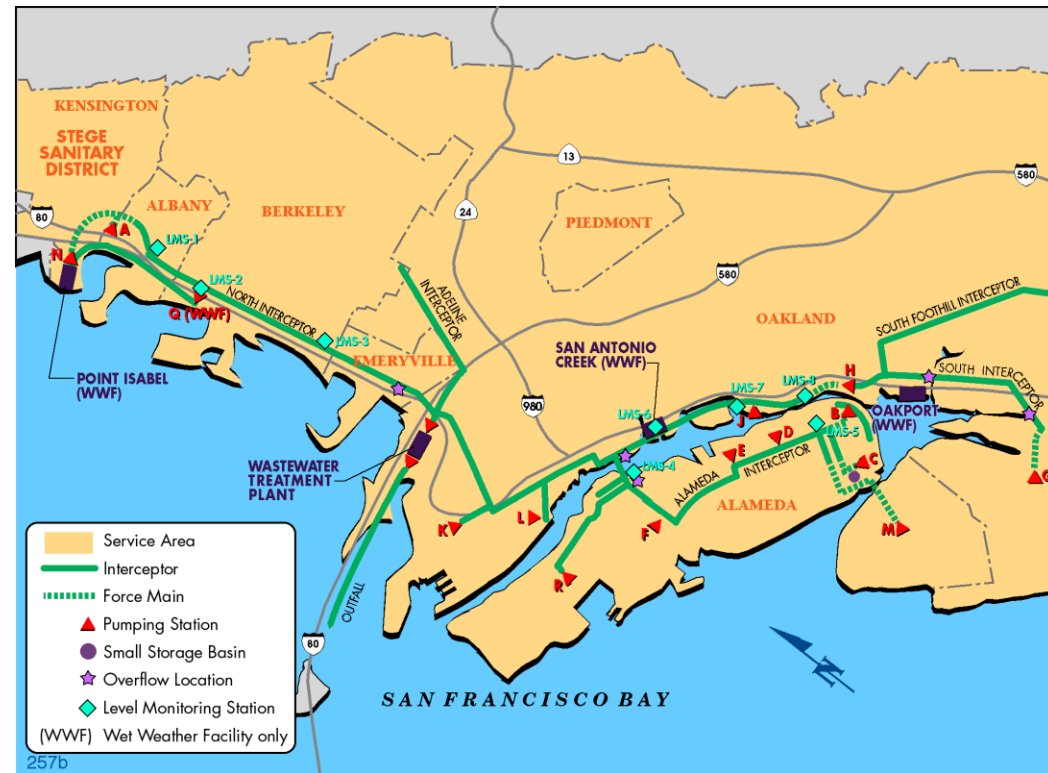 KENSINGTON
STEGE
SANITARY
DISTRICT
ALBANY
BERKELEY
PIEDMONT
13
580
80
24
580
A
N
LMS-1
LMS-2
Q (WWF)
NORTH INTERCEPTOR
LMS-3
ADELINE
INTERCEPTOR
EMERYVILLE
OAKLAND
SOUTH FOOTHILL INTERCEPTOR
SOUTH INTERCEPTOR
POINT ISABEL
(WWF)
SAN ANTONIO
CREEK (WWF)
980
LMS-6
LMS-7
LMS-8
H
J
B
OAKPORT
(WWF)
LMS-5
D
E
C
G
LMS-4
ALAMEDA
INTERCEPTOR
ALAMEDA
WASTEWATER
TREATMENT
PLANT
K
L
F
M
R
OUTFALL
80
N
SAN FRANCISCO BAY
Service Area
Interceptor
Force Main
Pumping Station
Small Storage Basin
Overflow Location
Level Monitoring Station
(WWF) Wet Weather Facility only
257b